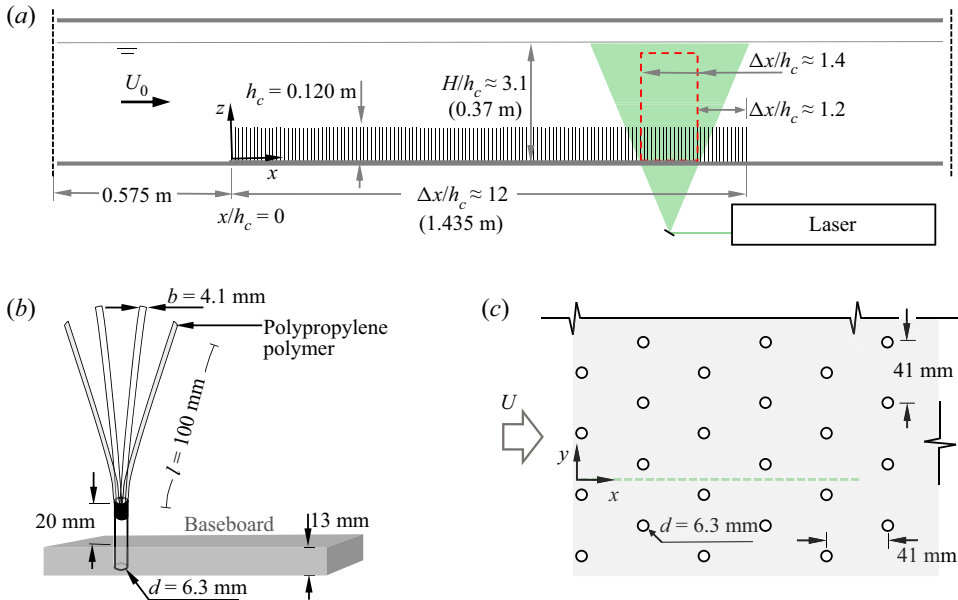 (a)
U0
z
x
hc = 0.120 m
H/hc ≈ 3.1
(0.37 m)
Δx/hc ≈ 1.4
Δx/hc ≈ 1.2
0.575 m
x/hc = 0
Δx/hc ≈ 12
(1.435 m)
Laser
(b)
b = 4.1 mm
Polypropylene
polymer
l = 100 mm
20 mm
Baseboard
13 mm
d = 6.3 mm
(c)
41 mm
U
y
x
d = 6.3 mm
41 mm